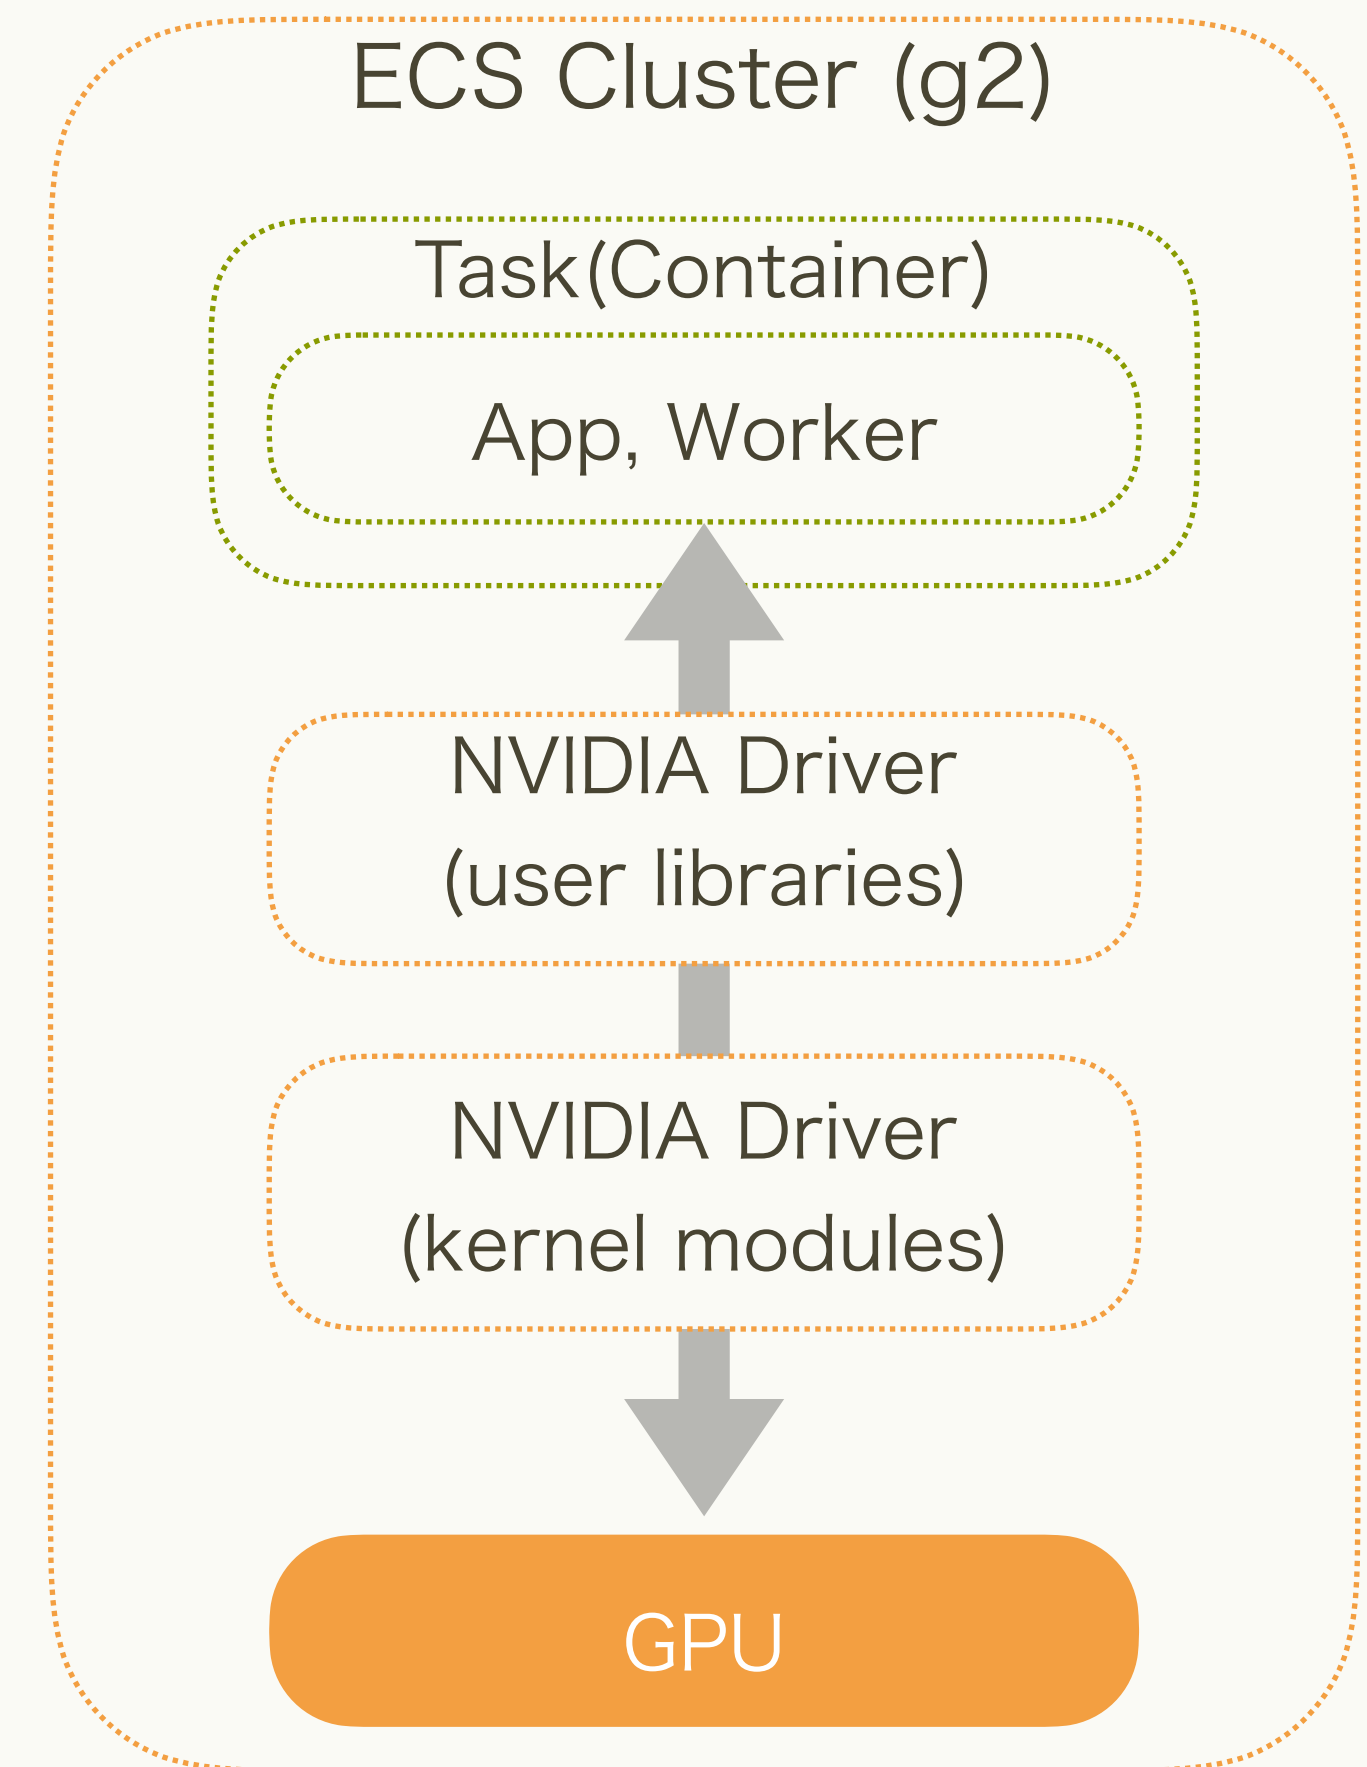 ECS Cluster (g2)
Task(Container)
App, Worker
NVIDIA Driver
(user libraries)
NVIDIA Driver
(kernel modules)
GPU